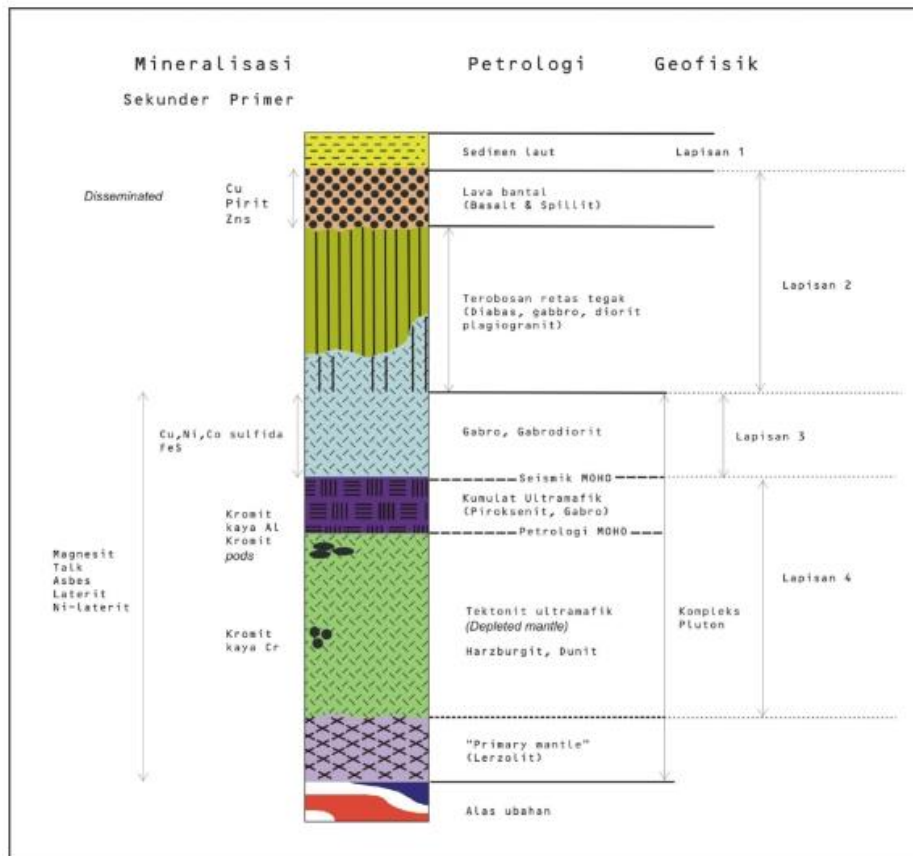 Mineralisasi Petrologi Geofisik
Sekunder Primer
Sedimen laut Lapisan 1
Disseminated
Cu
Pirit
Zns
Lava bantal
(Basalt & Spillit)
Terobosan retas tegak
(Diabas, gabbro, diorit
plagiogranit)
Lapisan 2
Cu,Ni,Co sulfida
feS
Gabro, Gabrodiorit
Lapisan 3
Seismik MOHO
Kumulat Ultramafik
(Piroksenit, Gabro)
Petrologi MOHO
Kromit
kaya Al
Kromit
pods
Magnesit
Talk
Asbes
Laterit
Ni-laterit
Lapisan 4
Kromit
kaya Cr
Tektonit ultramafik
(Depleted mantle)
Harzburgit, Dunit
Kompleks
Pluton
"Primary mantle"
(Lerzolit)
Alas ubahan